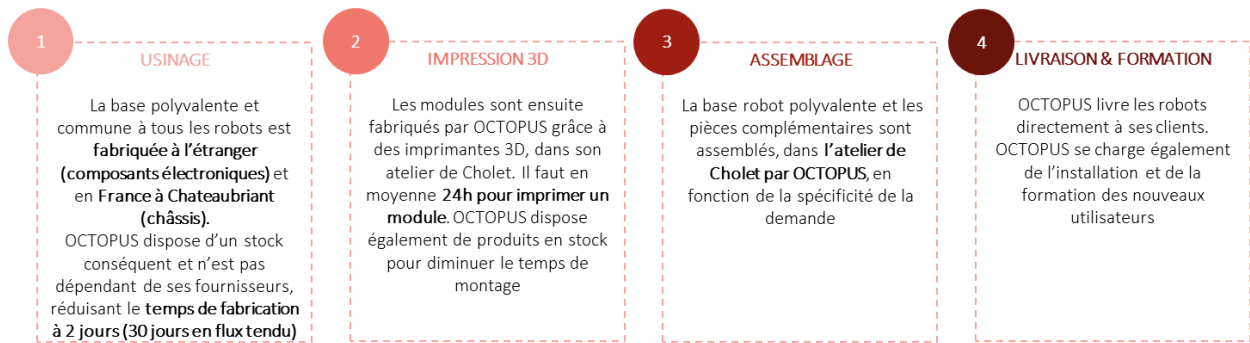 1
USINAGE
La base polyvalente et
commune à tous les robots est
fabriquée à l'étranger
(composants électroniques) et
en France à Chateaubriant
(châssis).
OCTOPUS dispose d'un stock
conséquent et n'est pas
dépendant de ses fournisseurs,
réduisant le temps de fabrication
à 2 jours (30 jours en flux tendu)
2
IMPRESSION 3D
Les modules sont ensuite
fabriqués par OCTOPUS grâce à
des imprimantes 3D, dans son
atelier de Cholet. Il faut en
moyenne 24h pour imprimer un
module. OCTOPUS dispose
également de produits en stock
pour diminuer le temps de
montage
3
ASSEMBLAGE
La base robot polyvalente et les
pièces complémentaires sont
assemblés, dans l'atelier de
Cholet par OCTOPUS, en
fonction de la spécificité de la
demande
4
LIVRAISON & FORMATION
OCTOPUS livre les robots
directement à ses clients.
OCTOPUS se charge également
de l'installation et de la
formation des nouveaux
utilisateurs